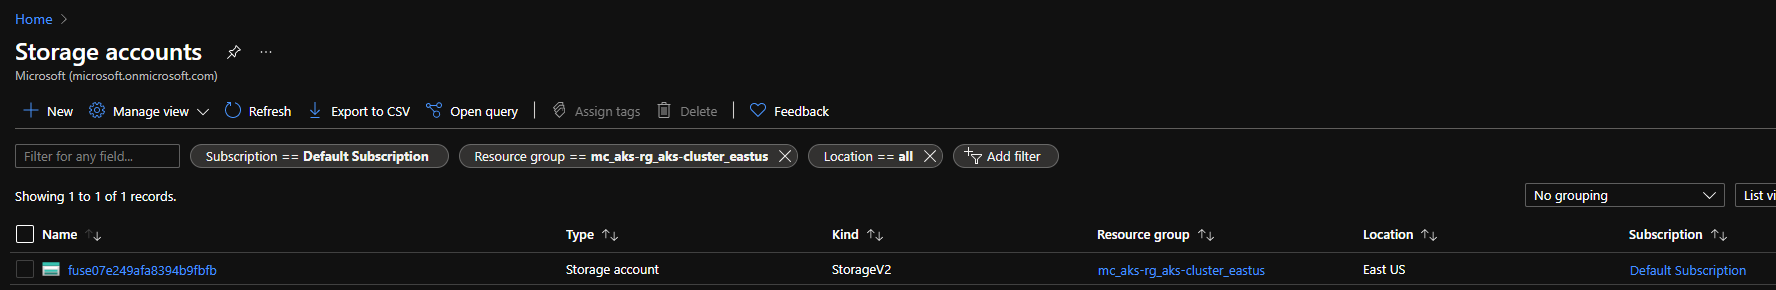 Home
Storage accounts
Microsoft (microsoft.onmicrosoft.com)
New Manage view Refresh Export to CSV Open query Assign tags Delete Feedback
Filter for any field... Subscription == Default Subscription Resource group == mc_aks-rg_aks-cluster_eastus Location == all Add filter
Showing 1 to 1 of 1 records.
No grouping List vi
Name Type Kind Resource group Location Subscription
fuse07e249afa8394b9fbfb Storage account StorageV2 mc_aks-rg_aks-cluster_eastus East US Default Subscription